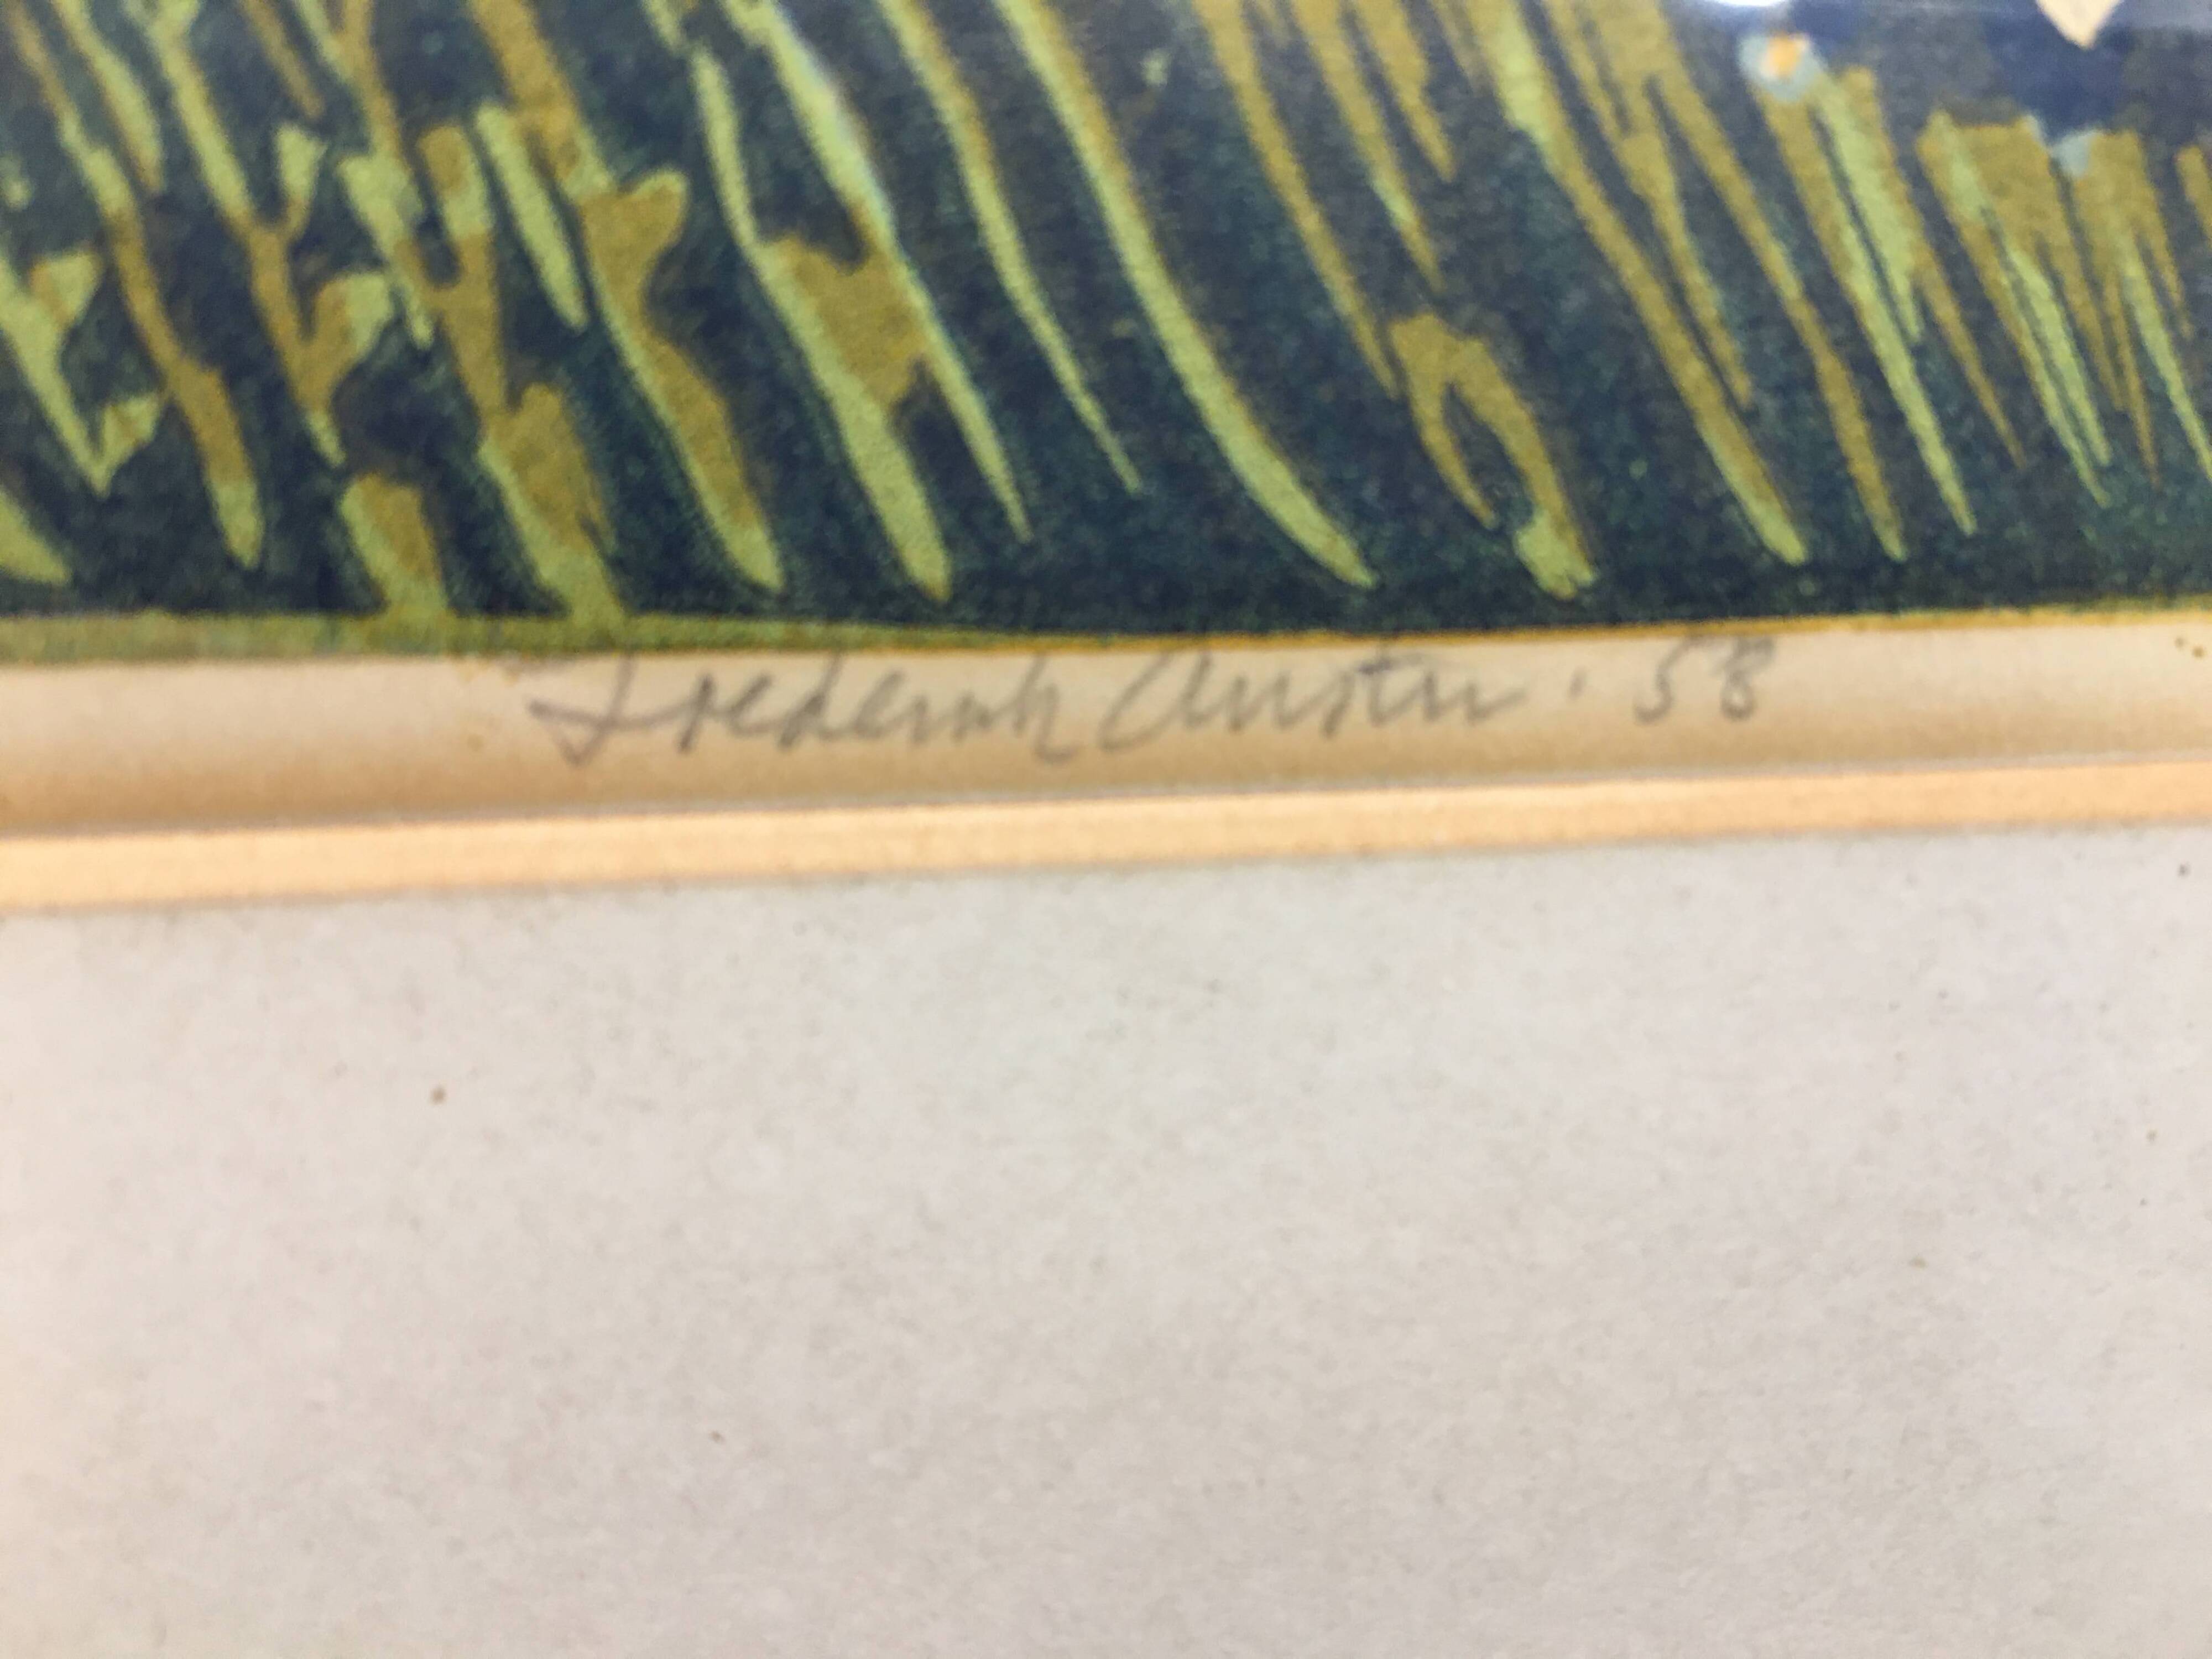 Frederick Austin . 58